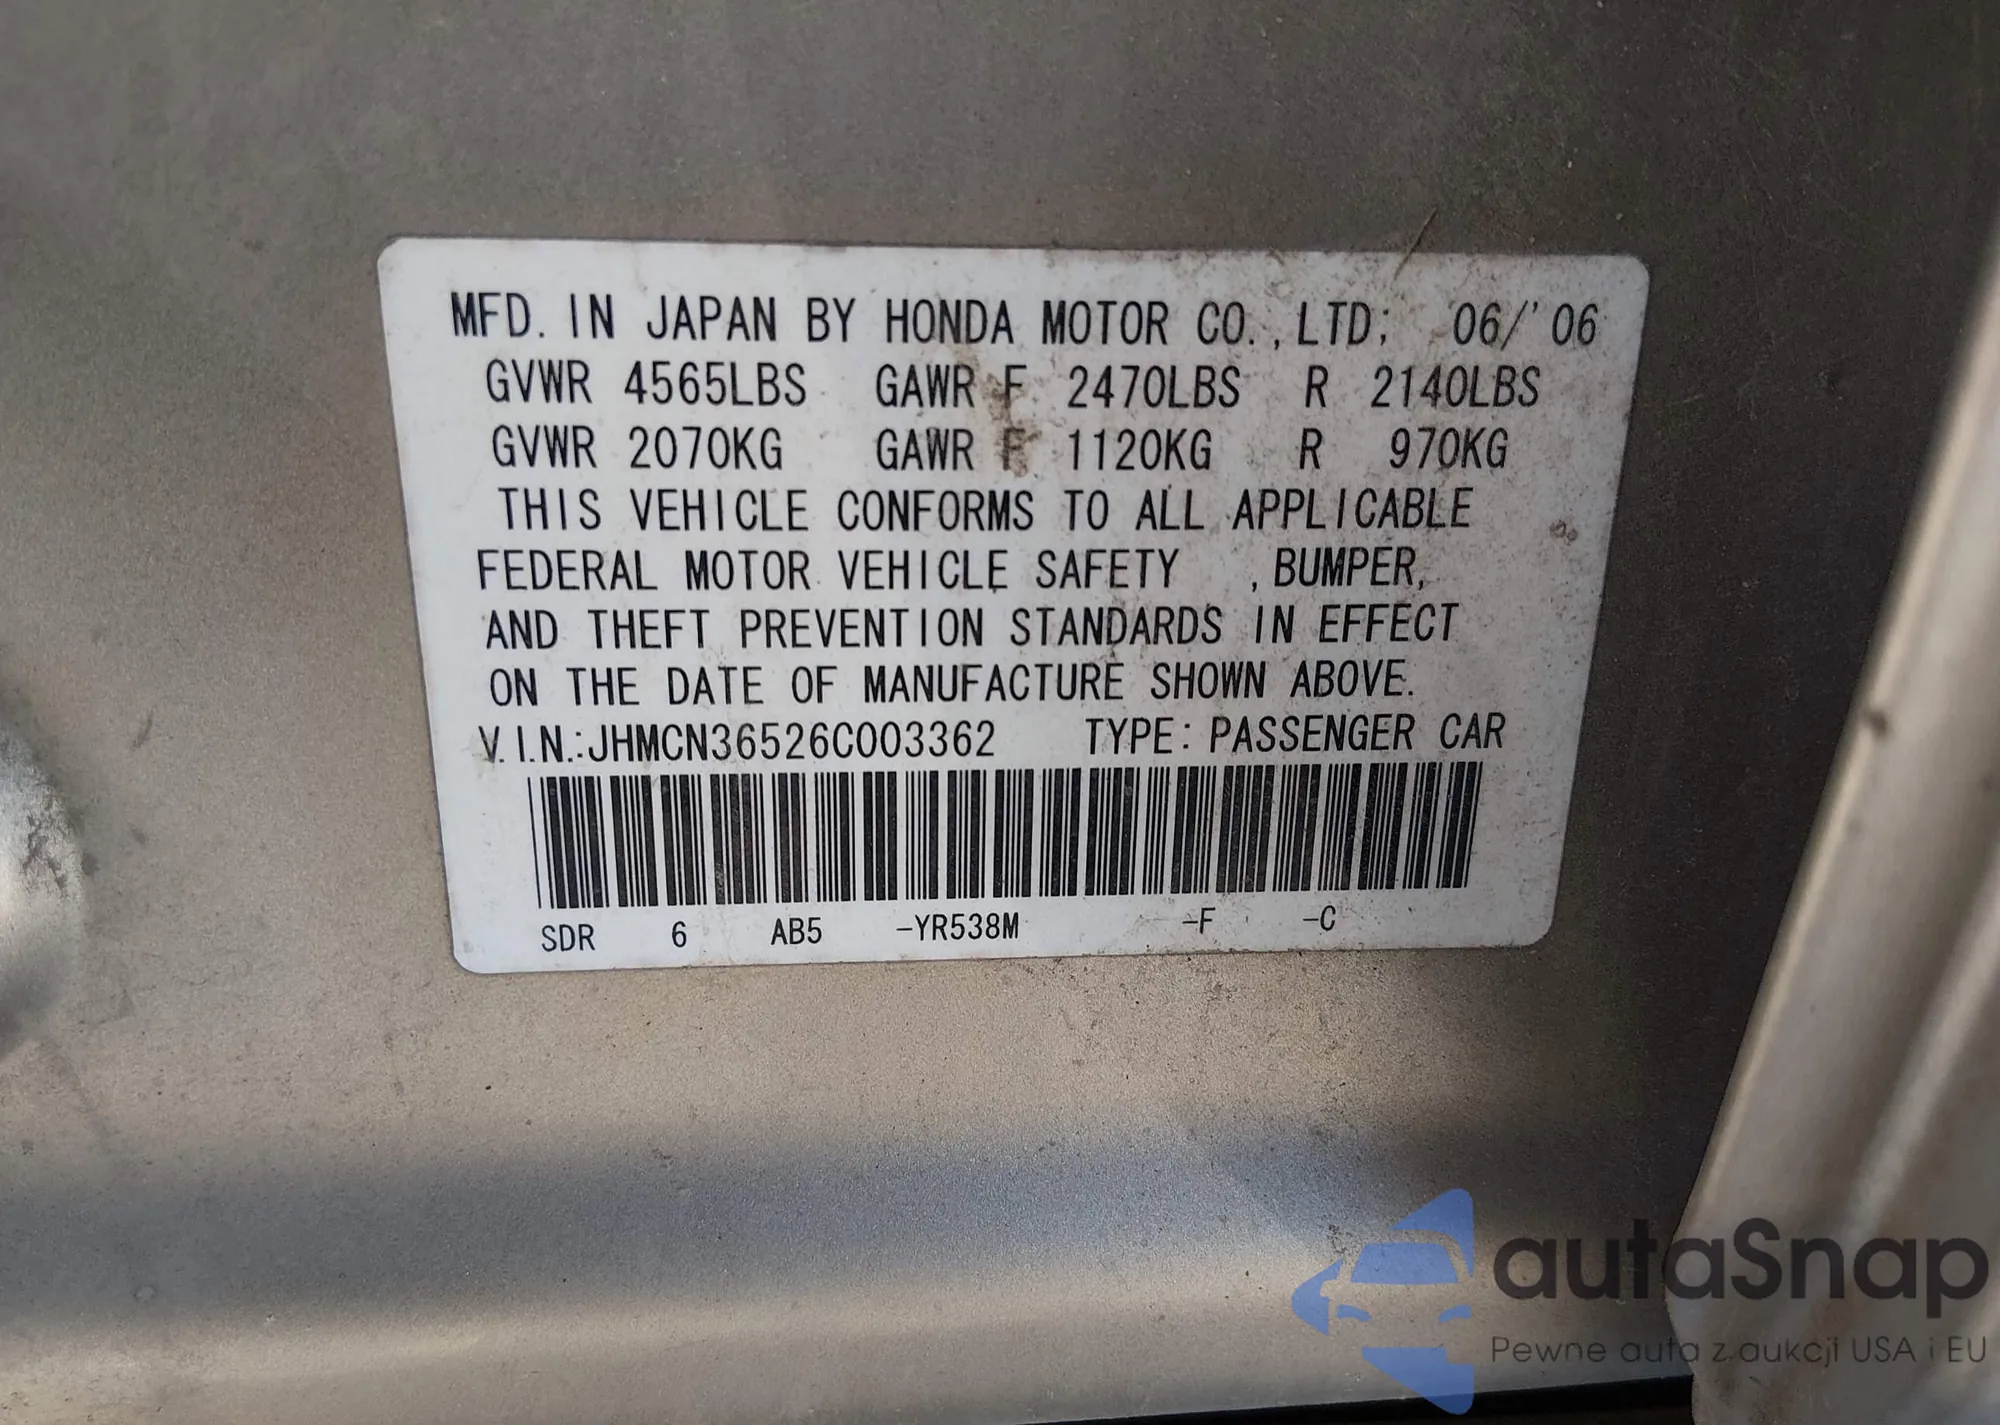 MFD. IN JAPAN BY HONDA MOTOR CO., LTD; 06/'06
GVWR 4565LBS GAWR F 2470LBS R 2140LBS
GVWR 2070KG GAWR F 1120KG R 970KG
THIS VEHICLE CONFORMS TO ALL APPLICABLE
FEDERAL MOTOR VEHICLE SAFETY , BUMPER,
AND THEFT PREVENTION STANDARDS IN EFFECT
ON THE DATE OF MANUFACTURE SHOWN ABOVE.
V.I.N.:JHMCN36526C003362 TYPE: PASSENGER CAR
SDR 6 AB5 -YR538M -F -C
autaSnap
Pewne auta z aukcji USA i EU